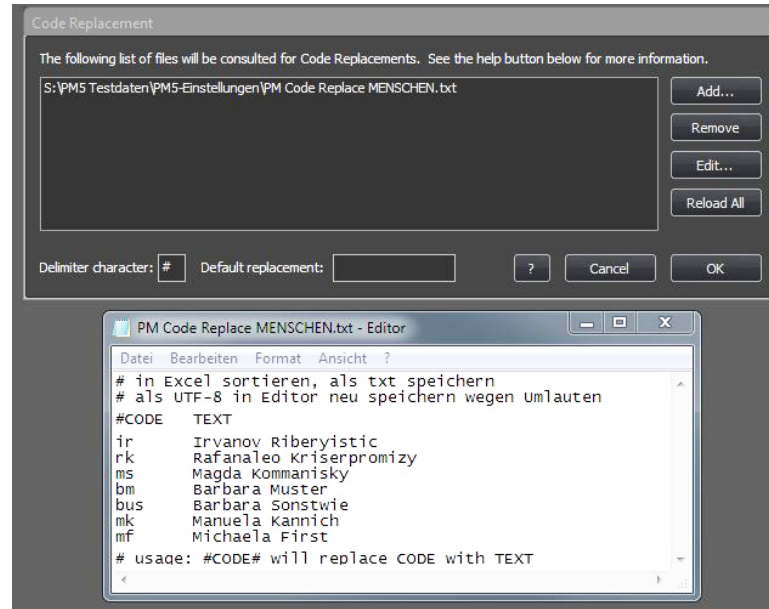 Code Replacement
The following list of files will be consulted for Code Replacements. See the help button below for more information.
S:\PM5 Testdaten\PM5-Einstellungen\PM Code Replace MENSCHEN.txt
Add...
Remove
Edit...
Reload All
Delimiter character: # Default replacement: ? Cancel OK
PM Code Replace MENSCHEN.txt - Editor
Datei Bearbeiten Format Ansicht ?
# in Excel sortieren, als txt speichern
# als UTF-8 in Editor neu speichern wegen Umlauten
#CODE TEXT
ir Irvanov Riberyistic
rk Rafanaleo Kriserpromizy
ms Magda Kommanisky
bm Barbara Muster
bus Barbara Sonstwie
mk Manuela Kannich
mf Michaela First
# usage: #CODE# will replace CODE with TEXT